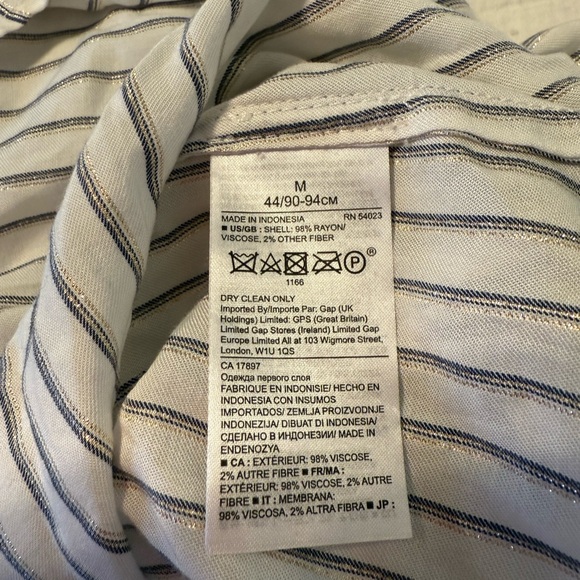 M
44/90-94см
MADE IN INDONESIA RN 54023
■ US/GB : SHELL: 98% RAYON/
VISCOSE, 2% OTHER FIBER
P ®
1166
DRY CLEAN ONLY
Imported By/Importe Par: Gap (UK
Holdings) Limited: GPS (Great Britain)
Limited Gap Stores (Ireland) Limited Gap
Europe Limited All at 103 Wigmore Street,
London, W1U 1QS
CA 17897
Одежда первого слоя
FABRIQUE EN INDONISIE/ HECHO EN
INDONESIA CON INSUMOS
IMPORTADOS/ ZEMLJA PROIZVODNJE
INDONEZIJA/ DIBUAT DI INDONESIA/
СДЕЛАНО В ИНДОНЕЗИИ/ MADE IN
ENDENOZYA
■ CA : EXTÉRIEUR: 98% VISCOSE,
2% AUTRE FIBRE ■ FR/MA :
EXTÉRIEUR: 98% VISCOSE, 2% AUTRE
FIBRE ■ IT : MEMBRANA:
98% VISCOSA, 2% ALTRA FIBRA ■ JP :